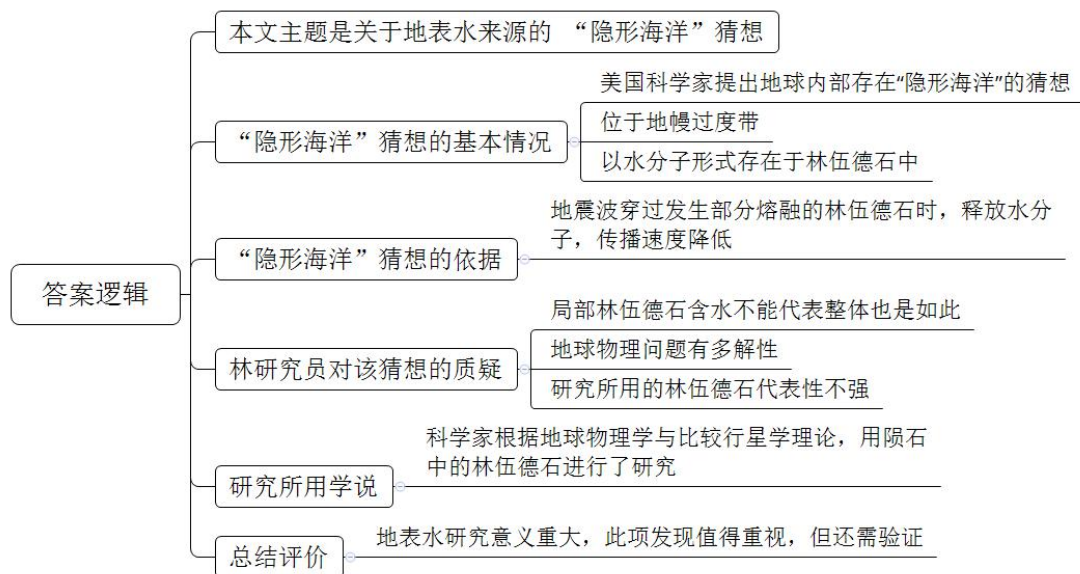 本文主题是关于地表水来源的 “隐形海洋”猜想
美国科学家提出地球内部存在“隐形海洋”的猜想
“隐形海洋”猜想的基本情况
位于地幔过度带
以水分子形式存在于林伍德石中
地震波穿过发生部分熔融的林伍德石时，释放水分
子，传播速度降低
“隐形海洋”猜想的依据
答案逻辑
局部林伍德石含水不能代表整体也是如此
地球物理问题有多解性
林研究员对该猜想的质疑
研究所用的林伍德石代表性不强
科学家根据地球物理学与比较行星学理论，用陨石
中的林伍德石进行了研究
研究所用学说
地表水研究意义重大，此项发现值得重视，但还需验证
总结评价